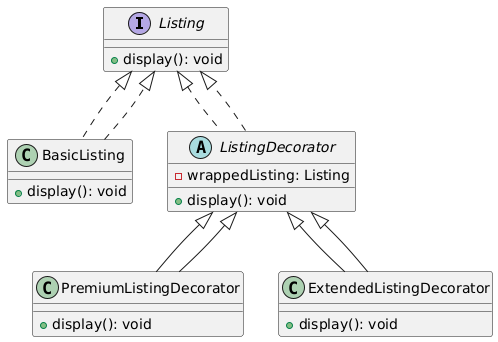 I Listing
display(): void
C BasicListing
display(): void
A ListingDecorator
wrappedListing: Listing
display(): void
C PremiumListingDecorator
display(): void
C ExtendedListingDecorator
display(): void